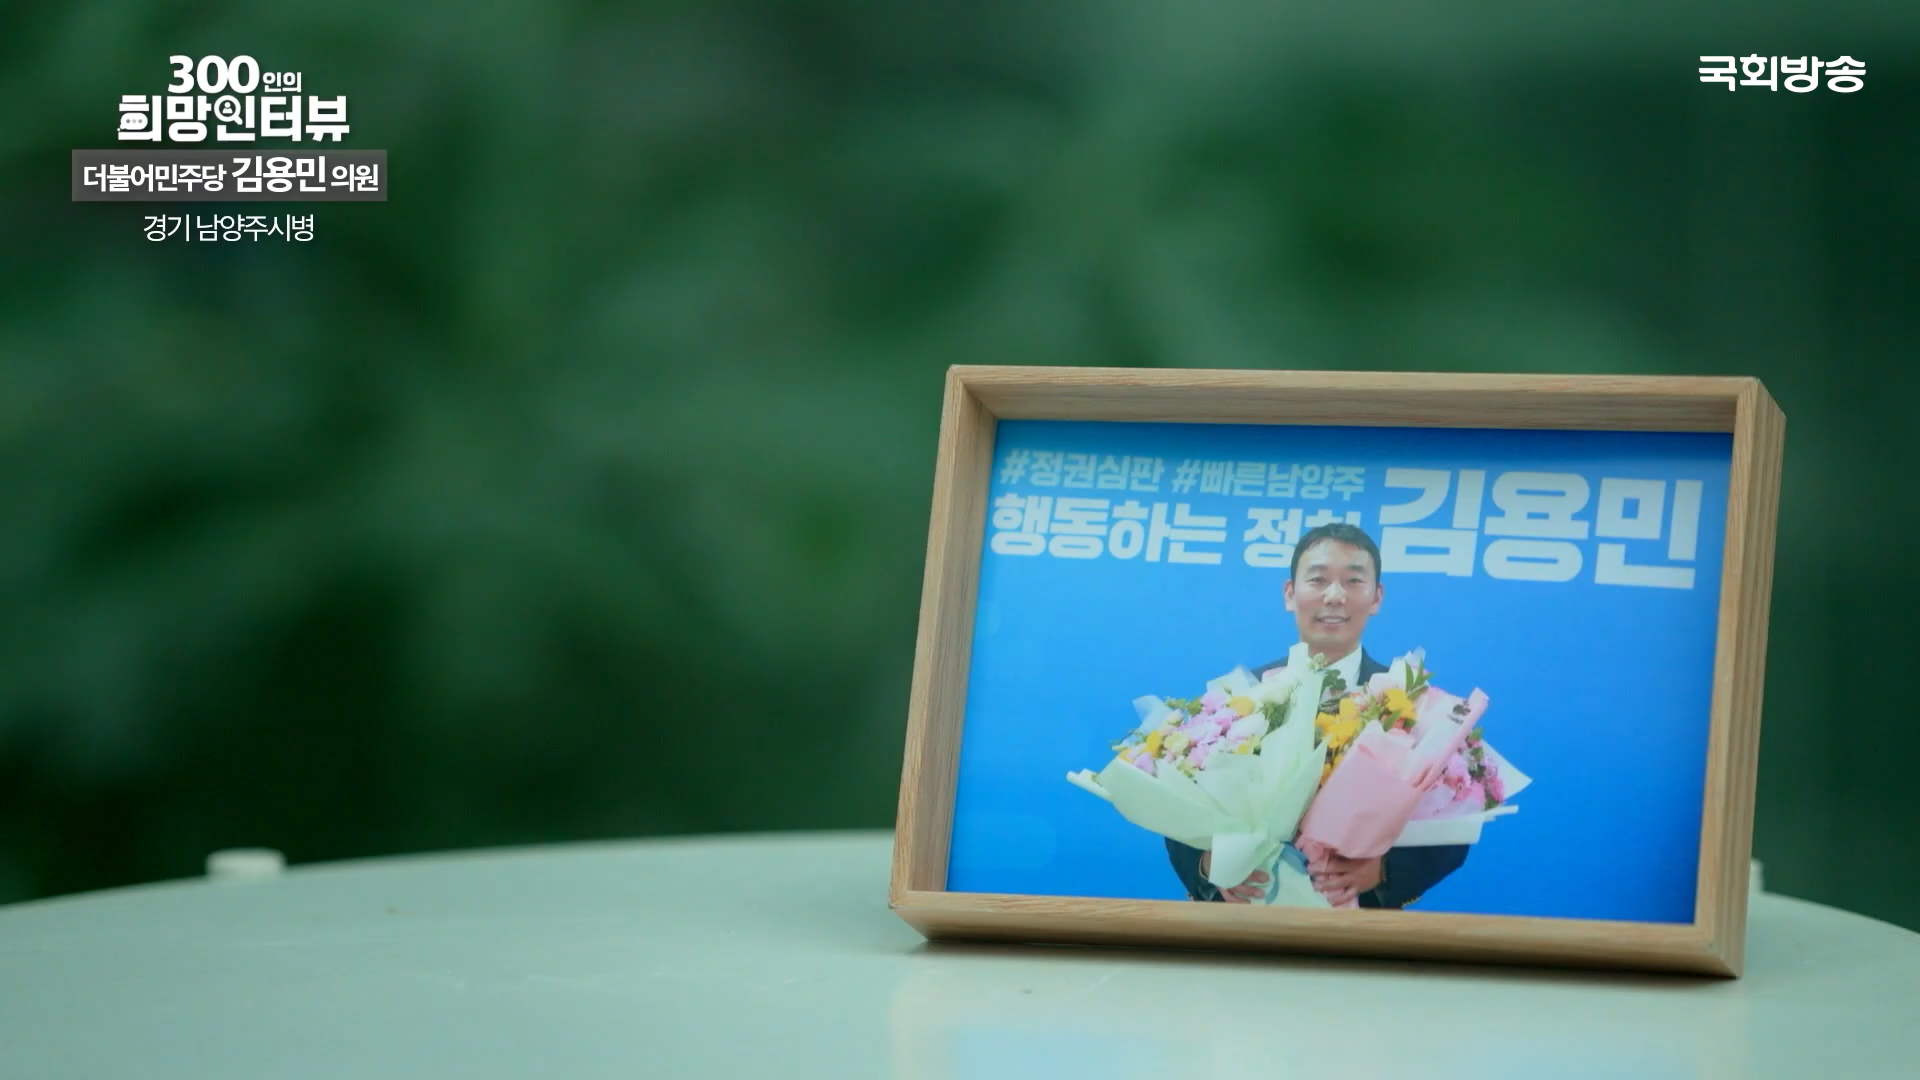 300인의
희망인터뷰
더불어민주당 김용민 의원
경기 남양주시병
국회방송
#정권심판 #빠른남양주
행동하는 김용민